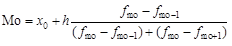 Mo = x₀ + h (f_mo − f_mo−1) / ((f_mo − f_mo−1) + (f_mo − f_mo+1))